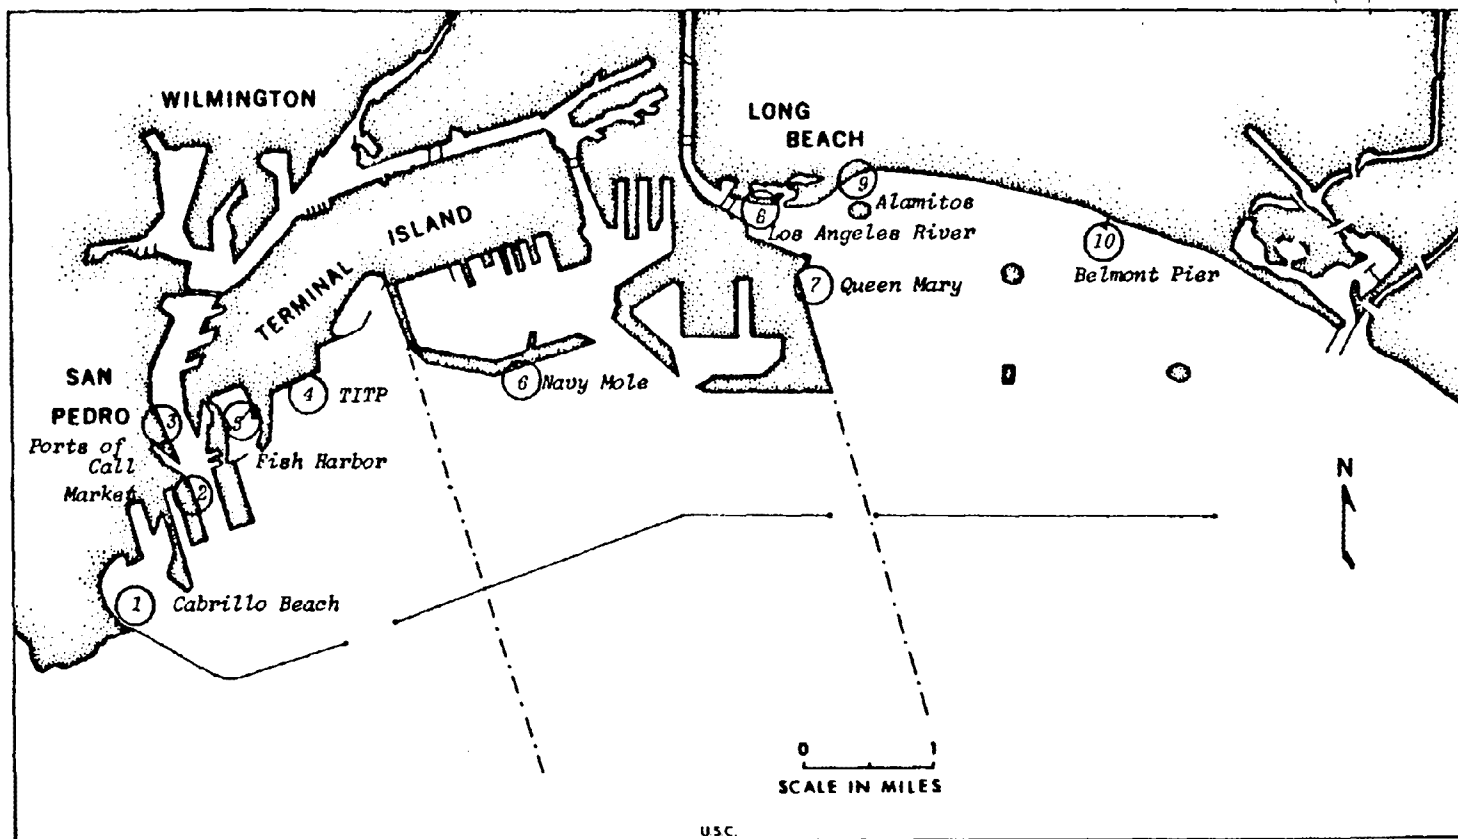 WILMINGTON
LONG
BEACH
9
Alamitos
8
Los Angeles River
10
Belmont Pier
7
Queen Mary
TERMINAL ISLAND
SAN
PEDRO
3
Ports of
Call
Market
2
5
Fish Harbor
4
TITP
6
Navy Mole
1
Cabrillo Beach
N
0 1
SCALE IN MILES
U.S.C.